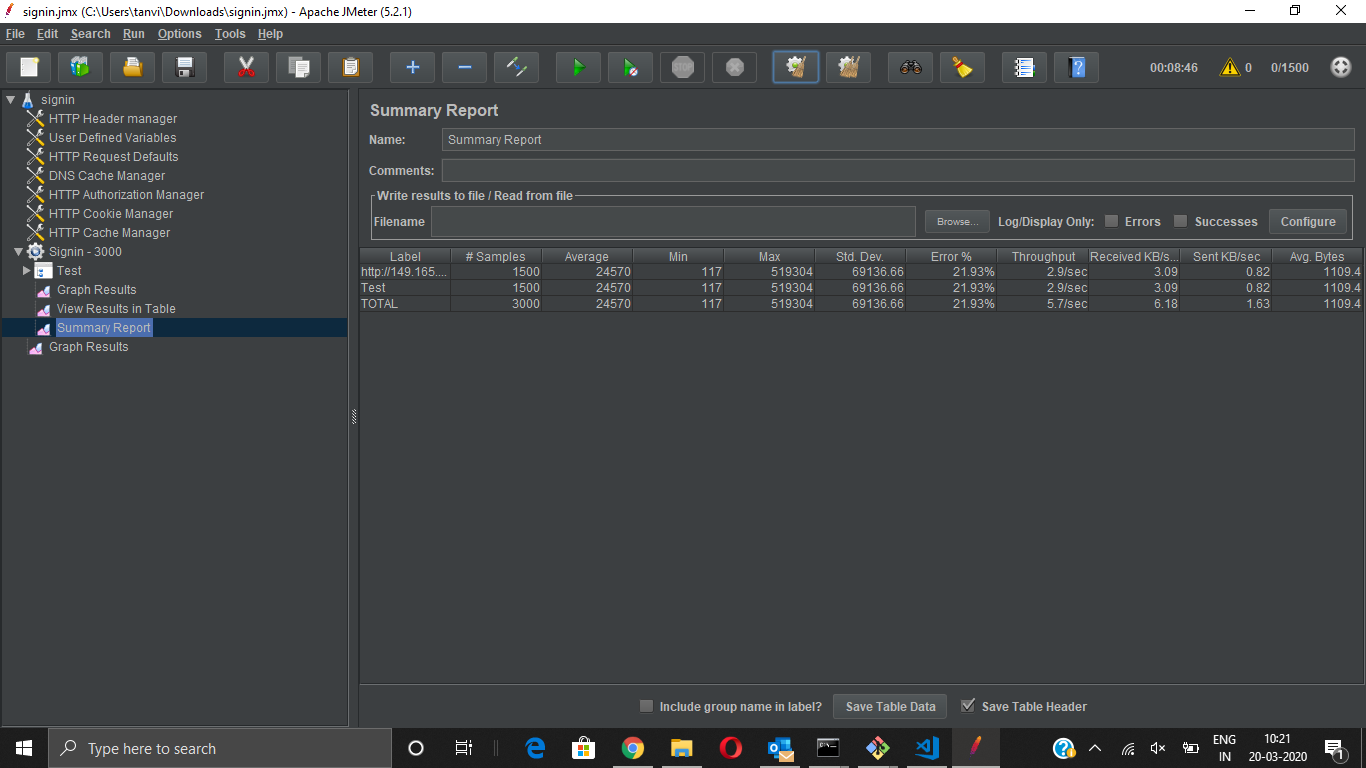 signin.jmx (C:\Users\tanvi\Downloads\signin.jmx) - Apache JMeter (5.2.1)
File Edit Search Run Options Tools Help
STOP 00:08:46 0 0/1500
signin
HTTP Header manager
User Defined Variables
HTTP Request Defaults
DNS Cache Manager
HTTP Authorization Manager
HTTP Cookie Manager
HTTP Cache Manager
Signin - 3000
Test
Graph Results
View Results in Table
Summary Report
Graph Results
Summary Report
Name: Summary Report
Comments:
Write results to file / Read from file
Filename Browse... Log/Display Only: Errors Successes Configure
Label # Samples Average Min Max Std. Dev. Error % Throughput Received KB/s... Sent KB/sec Avg. Bytes
http://149.165.... 1500 24570 117 519304 69136.66 21.93% 2.9/sec 3.09 0.82 1109.4
Test 1500 24570 117 519304 69136.66 21.93% 2.9/sec 3.09 0.82 1109.4
TOTAL 3000 24570 117 519304 69136.66 21.93% 5.7/sec 6.18 1.63 1109.4
Include group name in label? Save Table Data Save Table Header
Type here to search
ENG
IN
10:21
20-03-2020
1